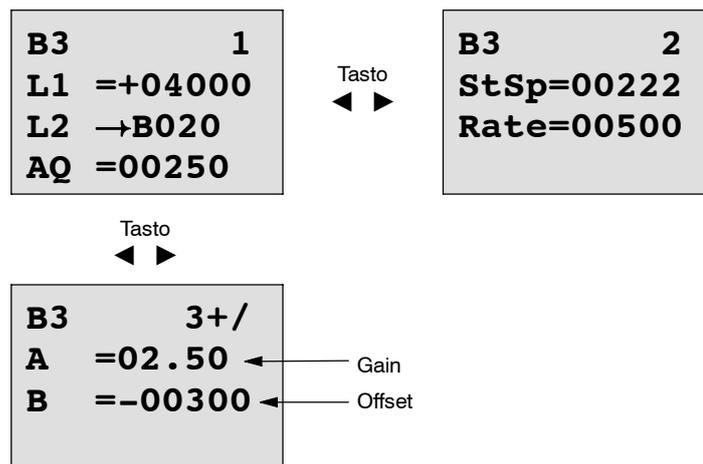 B3 1
L1 =+04000
L2 →B020
AQ =00250
Tasto
B3 2
StSp=00222
Rate=00500
Tasto
B3 3+/
A =02.50
B =-00300
Gain
Offset